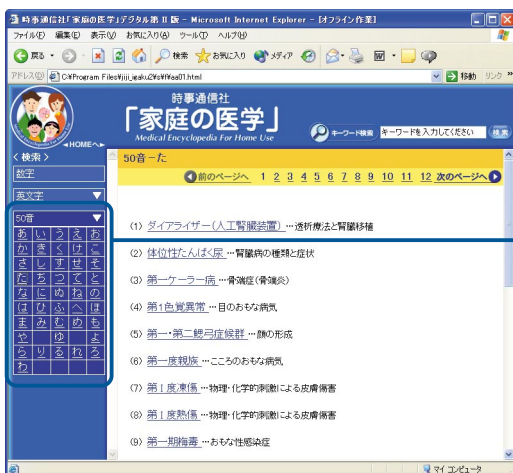 時事通信社「家庭の医学」デジタル第 II 版 - Microsoft Internet Explorer - [オフライン作業]
ファイル(F) 編集(E) 表示(V) お気に入り(A) ツール(T) ヘルプ(H)
戻る 検索 お気に入り メディア
アドレス(D) C:¥Program Files¥jiji_igaku2¥s¥f¥sa01.html 移動 リンク »
時事通信社
「家庭の医学」
Medical Encyclopedia For Home Use
◀HOMEへ▶
キーワード検索 キーワードを入力してください 検索
<検索>
数字
英文字 ▼
50音 ▼
あ い う え お
か き く け こ
さ し す せ そ
た ち つ て と
な に ぬ ね の
は ひ ふ へ ほ
ま み む め も
や ゆ よ
ら り る れ ろ
わ
50音－た
前のページへ 1 2 3 4 5 6 7 8 9 10 11 12 次のページへ
(1) ダイアライザー(人工腎臓装置) …透析療法と腎臓移植
(2) 体位性たんぱく尿 …腎臓病の種類と症状
(3) 第一ケーラー病 …骨端症(骨端炎)
(4) 第1色覚異常 …目のおもな病気
(5) 第一・第二鰓弓症候群 …顔の形成
(6) 第一度親族 …こころのおもな病気
(7) 第Ⅰ度凍傷 …物理・化学的刺激による皮膚傷害
(8) 第Ⅰ度熱傷 …物理・化学的刺激による皮膚傷害
(9) 第一期梅毒 …おもな性感染症
マイ コンピュータ